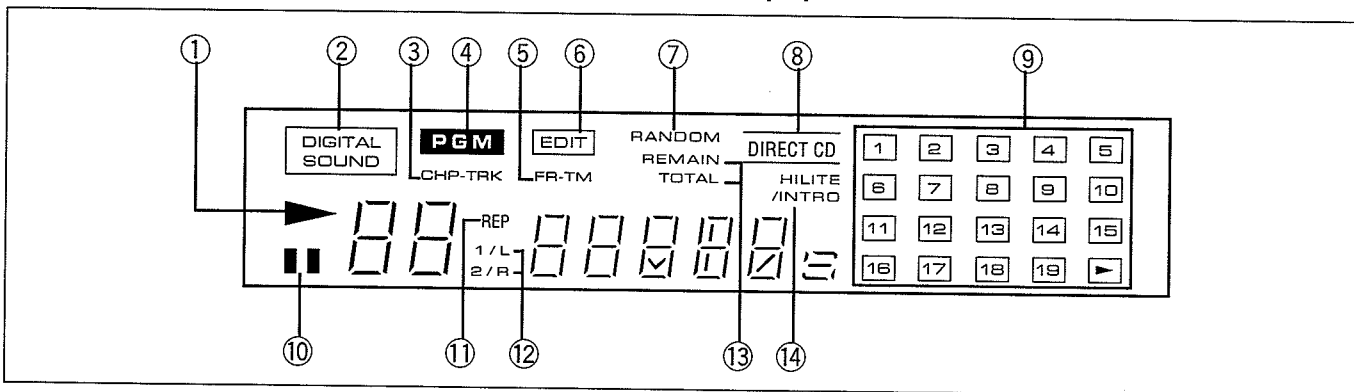 ① ② ③ ④ ⑤ ⑥ ⑦ ⑧ ⑨
DIGITAL SOUND
PGM
EDIT
RANDOM
REMAIN
TOTAL
DIRECT CD
CHP-TRK
FR-TM
HILITE
/INTRO
REP
1/L
2/R
1 2 3 4 5
6 7 8 9 10
11 12 13 14 15
16 17 18 19
⑩ ⑪ ⑫ ⑬ ⑭